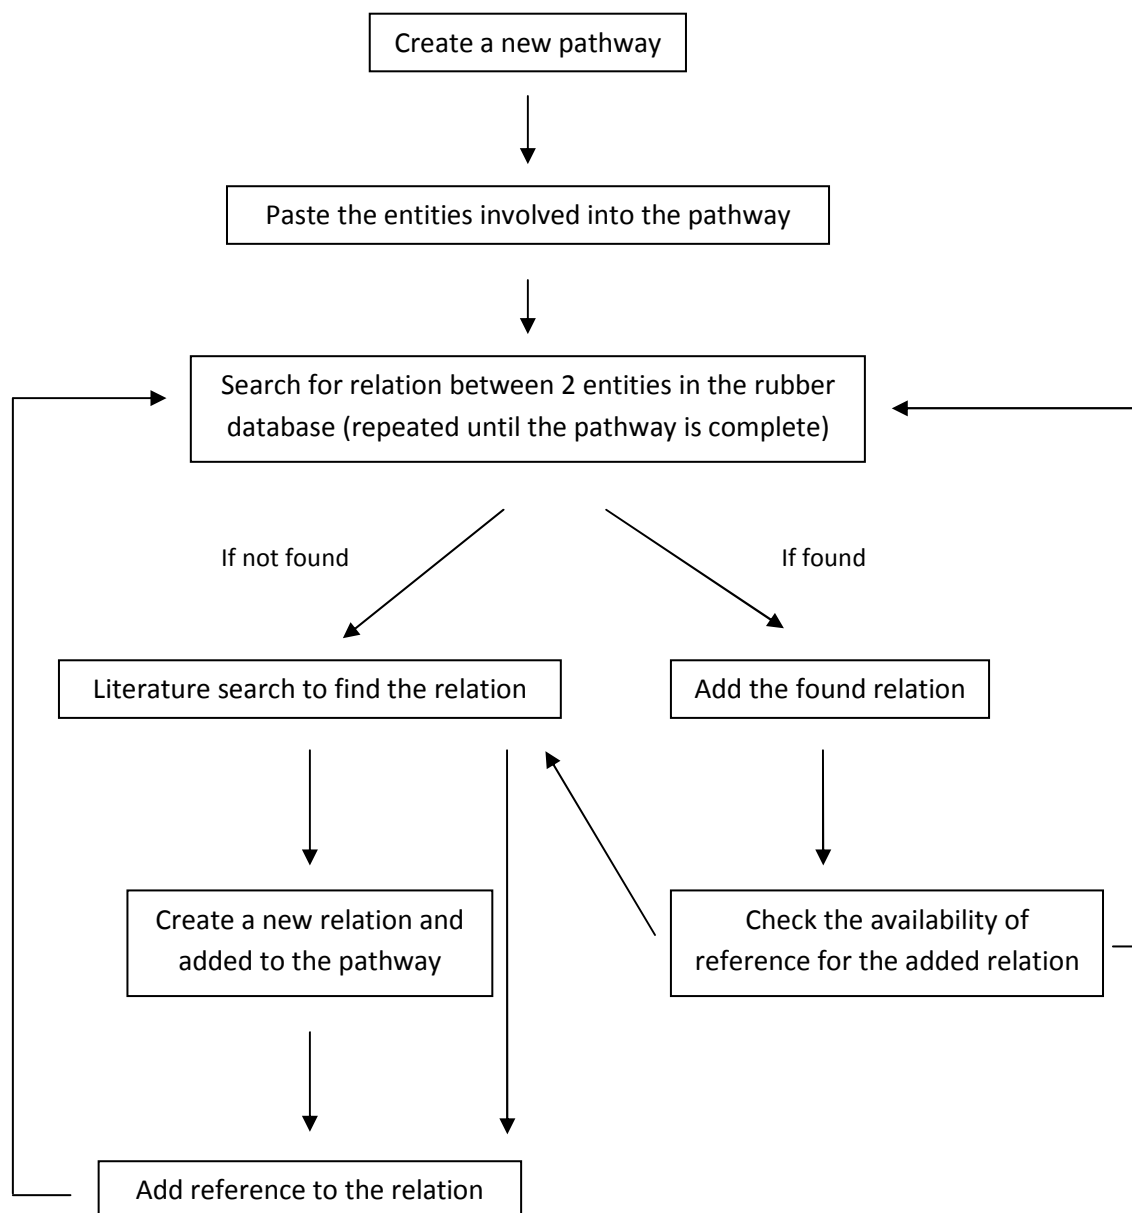 Create a new pathway
Paste the entities involved into the pathway
Search for relation between 2 entities in the rubber
database (repeated until the pathway is complete)
If not found
If found
Literature search to find the relation
Add the found relation
Create a new relation and
added to the pathway
Check the availability of
reference for the added relation
Add reference to the relation